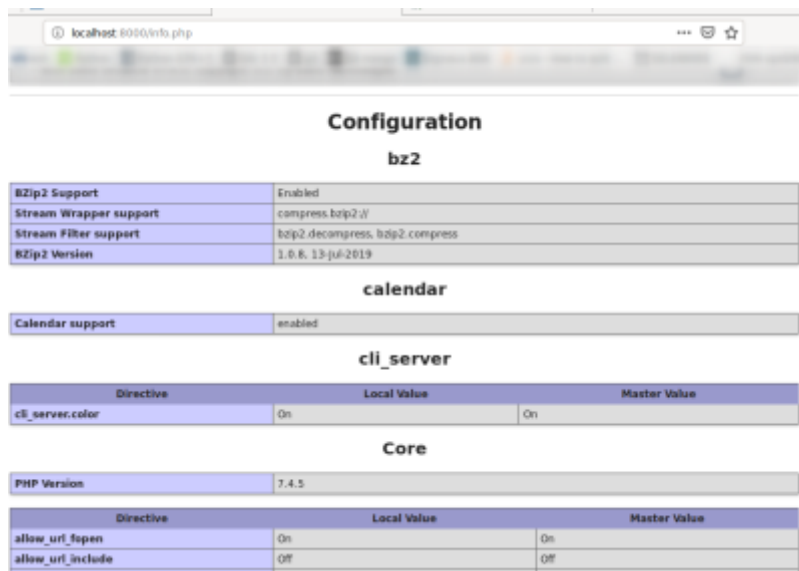 localhost:8000/info.php
Configuration
bz2
BZip2 Support Enabled
Stream Wrapper support compress.bzip2://
Stream Filter support bzip2.decompress, bzip2.compress
BZip2 Version 1.0.8, 13-Jul-2019
calendar
Calendar support enabled
cli_server
Directive Local Value Master Value
cli_server.color On On
Core
PHP Version 7.4.5
Directive Local Value Master Value
allow_url_fopen On On
allow_url_include Off Off